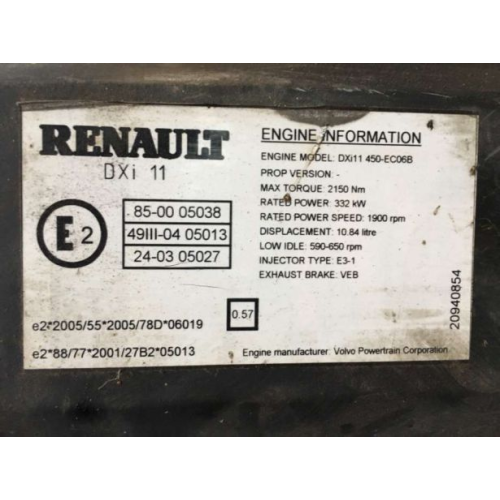 RENAULT
DXi 11
E2
85-00 05038
49III-04 05013
24-03 05027
e2*2005/55*2005/78D*06019
e2*88/77*2001/27B2*05013
0.57
ENGINE INFORMATION
ENGINE MODEL: DXi11 450-EC06B
PROP VERSION: -
MAX TORQUE: 2150 Nm
RATED POWER: 332 kW
RATED POWER SPEED: 1900 rpm
DISPLACEMENT: 10.84 litre
LOW IDLE: 590-650 rpm
INJECTOR TYPE: E3-1
EXHAUST BRAKE: VEB
Engine manufacturer: Volvo Powertrain Corporation
20940854